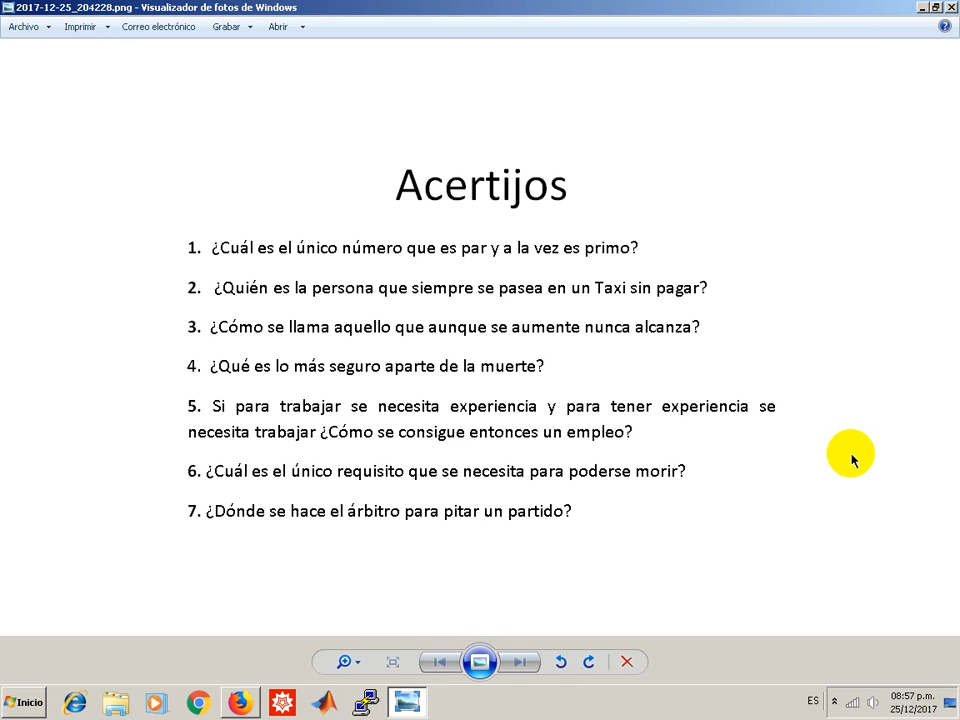 2017-12-25_204228.png - Visualizador de fotos de Windows
Archivo Imprimir Correo electrónico Grabar Abrir
Acertijos
1. ¿Cuál es el único número que es par y a la vez es primo?
2. ¿Quién es la persona que siempre se pasea en un Taxi sin pagar?
3. ¿Cómo se llama aquello que aunque se aumente nunca alcanza?
4. ¿Qué es lo más seguro aparte de la muerte?
5. Si para trabajar se necesita experiencia y para tener experiencia se
necesita trabajar ¿Cómo se consigue entonces un empleo?
6. ¿Cuál es el único requisito que se necesita para poderse morir?
7. ¿Dónde se hace el árbitro para pitar un partido?
Inicio
ES
08:57 p.m.
25/12/2017